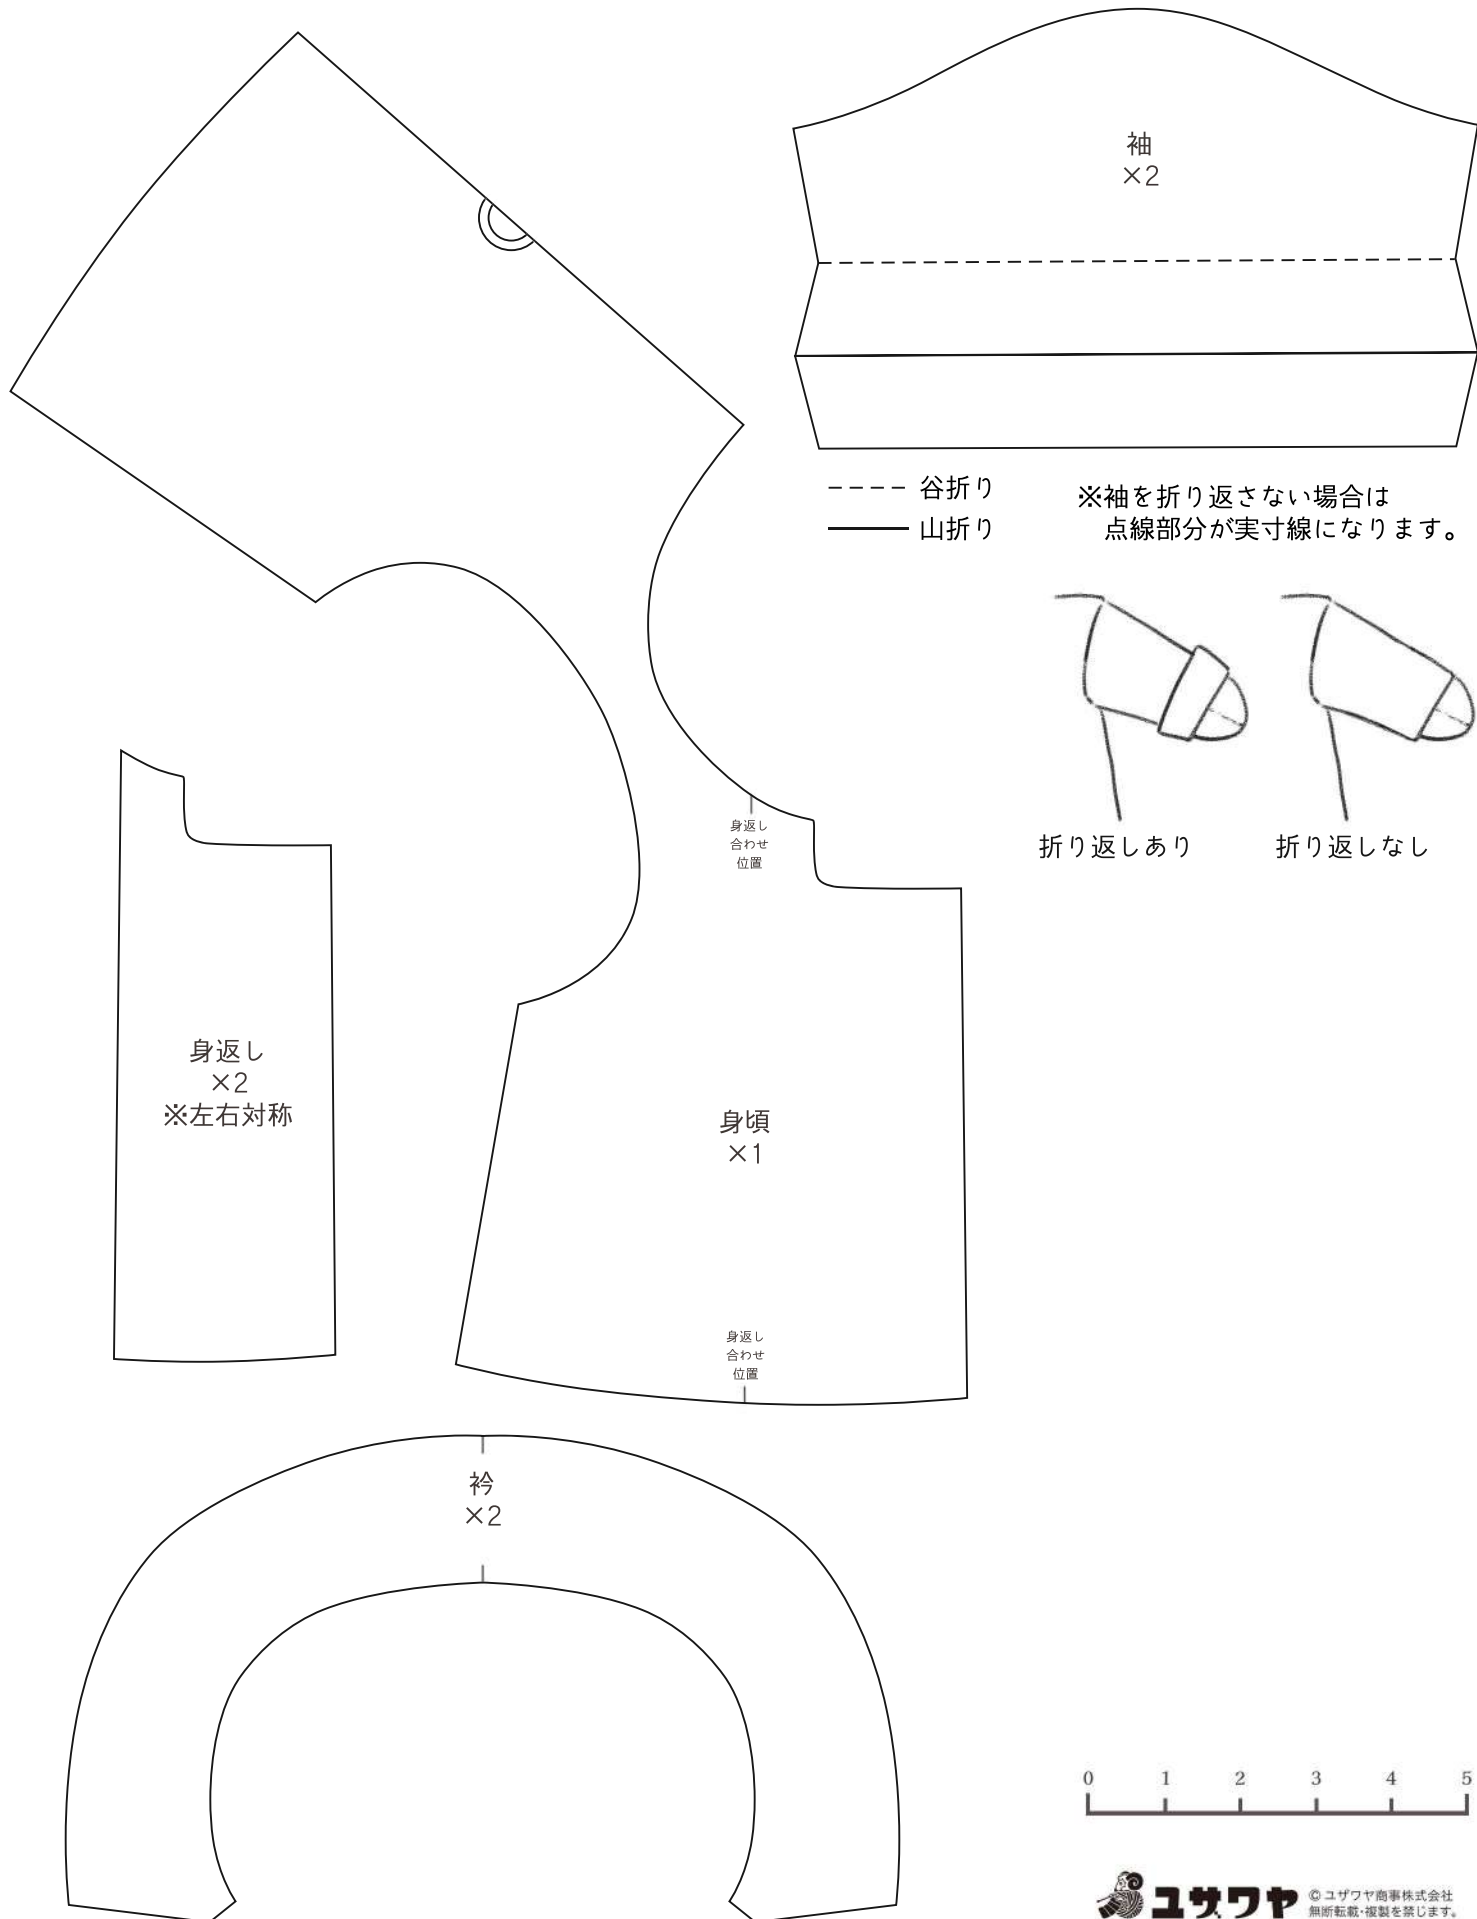 袖
×2
谷折り
山折り
※袖を折り返さない場合は
点線部分が実寸線になります。
折り返しあり
折り返しなし
身返し
合わせ
位置
身返し
×2
※左右対称
身頃
×1
身返し
合わせ
位置
衿
×2
0 1 2 3 4 5
ユザワヤ
©ユザワヤ商事株式会社
無断転載・複製を禁じます。